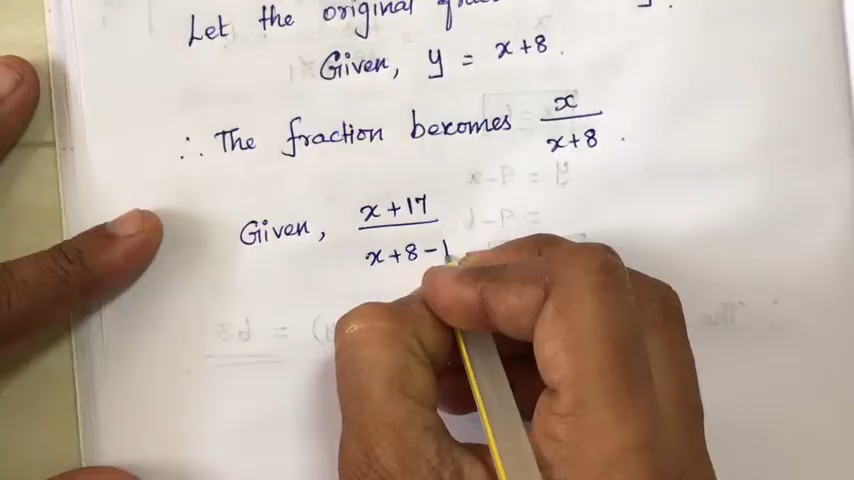 Let the original
Given, y = x+8.
∴ The fraction becomes x/x+8.
Given, x+17/x+8-1